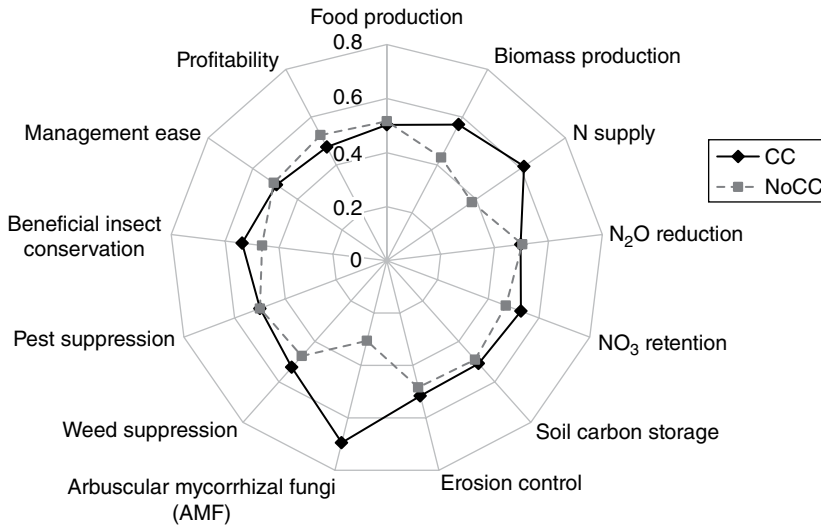 Food production
Biomass production
N supply
N₂O reduction
NO₃ retention
Soil carbon storage
Erosion control
Arbuscular mycorrhizal fungi
(AMF)
Weed suppression
Pest suppression
Beneficial insect
conservation
Management ease
Profitability
0.8
0.6
0.4
0.2
0
CC
NoCC